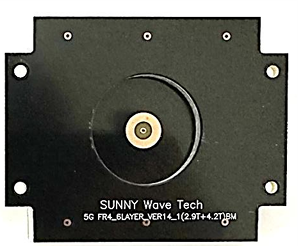 SUNNY Wave Tech
5G FR4_6LAYER_VER14_1(2.9T+4.2T)BM